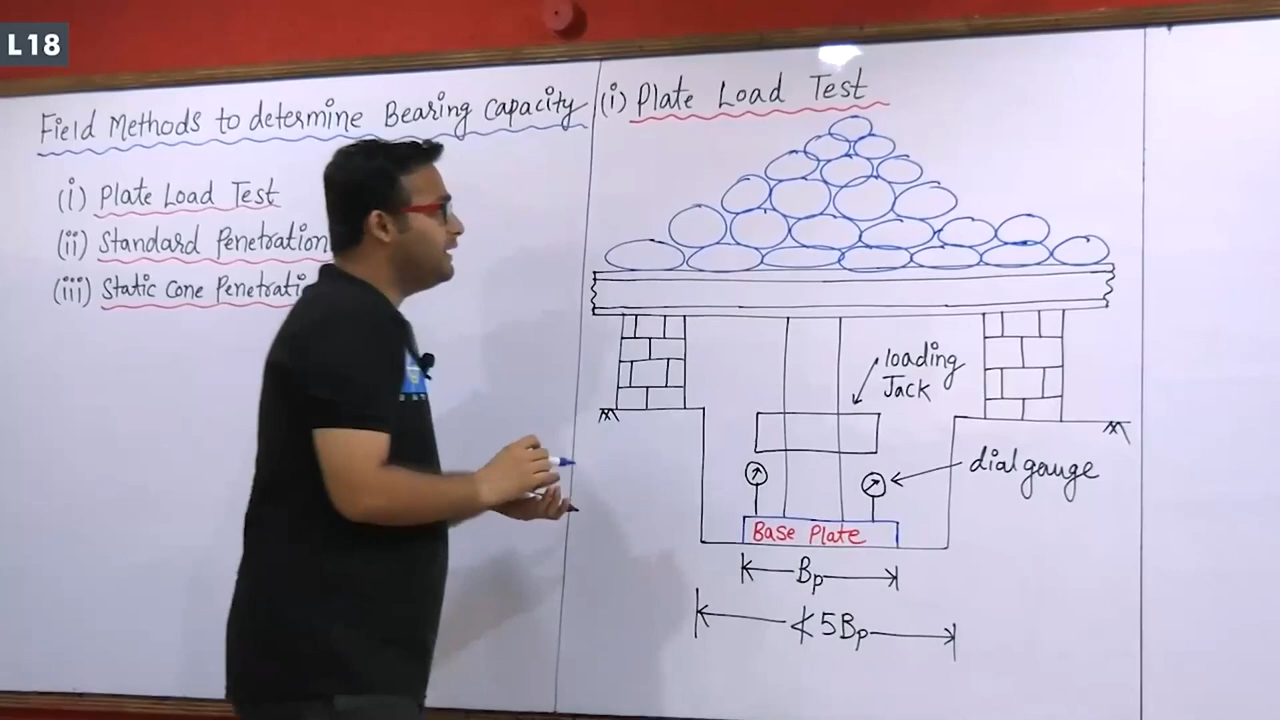 L18
Field Methods to determine Bearing Capacity
(i) Plate Load Test
(ii) Standard Penetration
(iii) Static Cone
(i) Plate Load Test
loading
Jack
dial gauge
Base Plate
Bp
≮ 5Bp